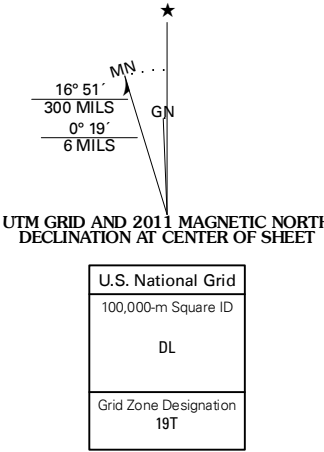 ★
MN
16° 51´
300 MILS
GN
0° 19´
6 MILS
UTM GRID AND 2011 MAGNETIC NORTH
DECLINATION AT CENTER OF SHEET
U.S. National Grid
100,000-m Square ID
DL
Grid Zone Designation
19T